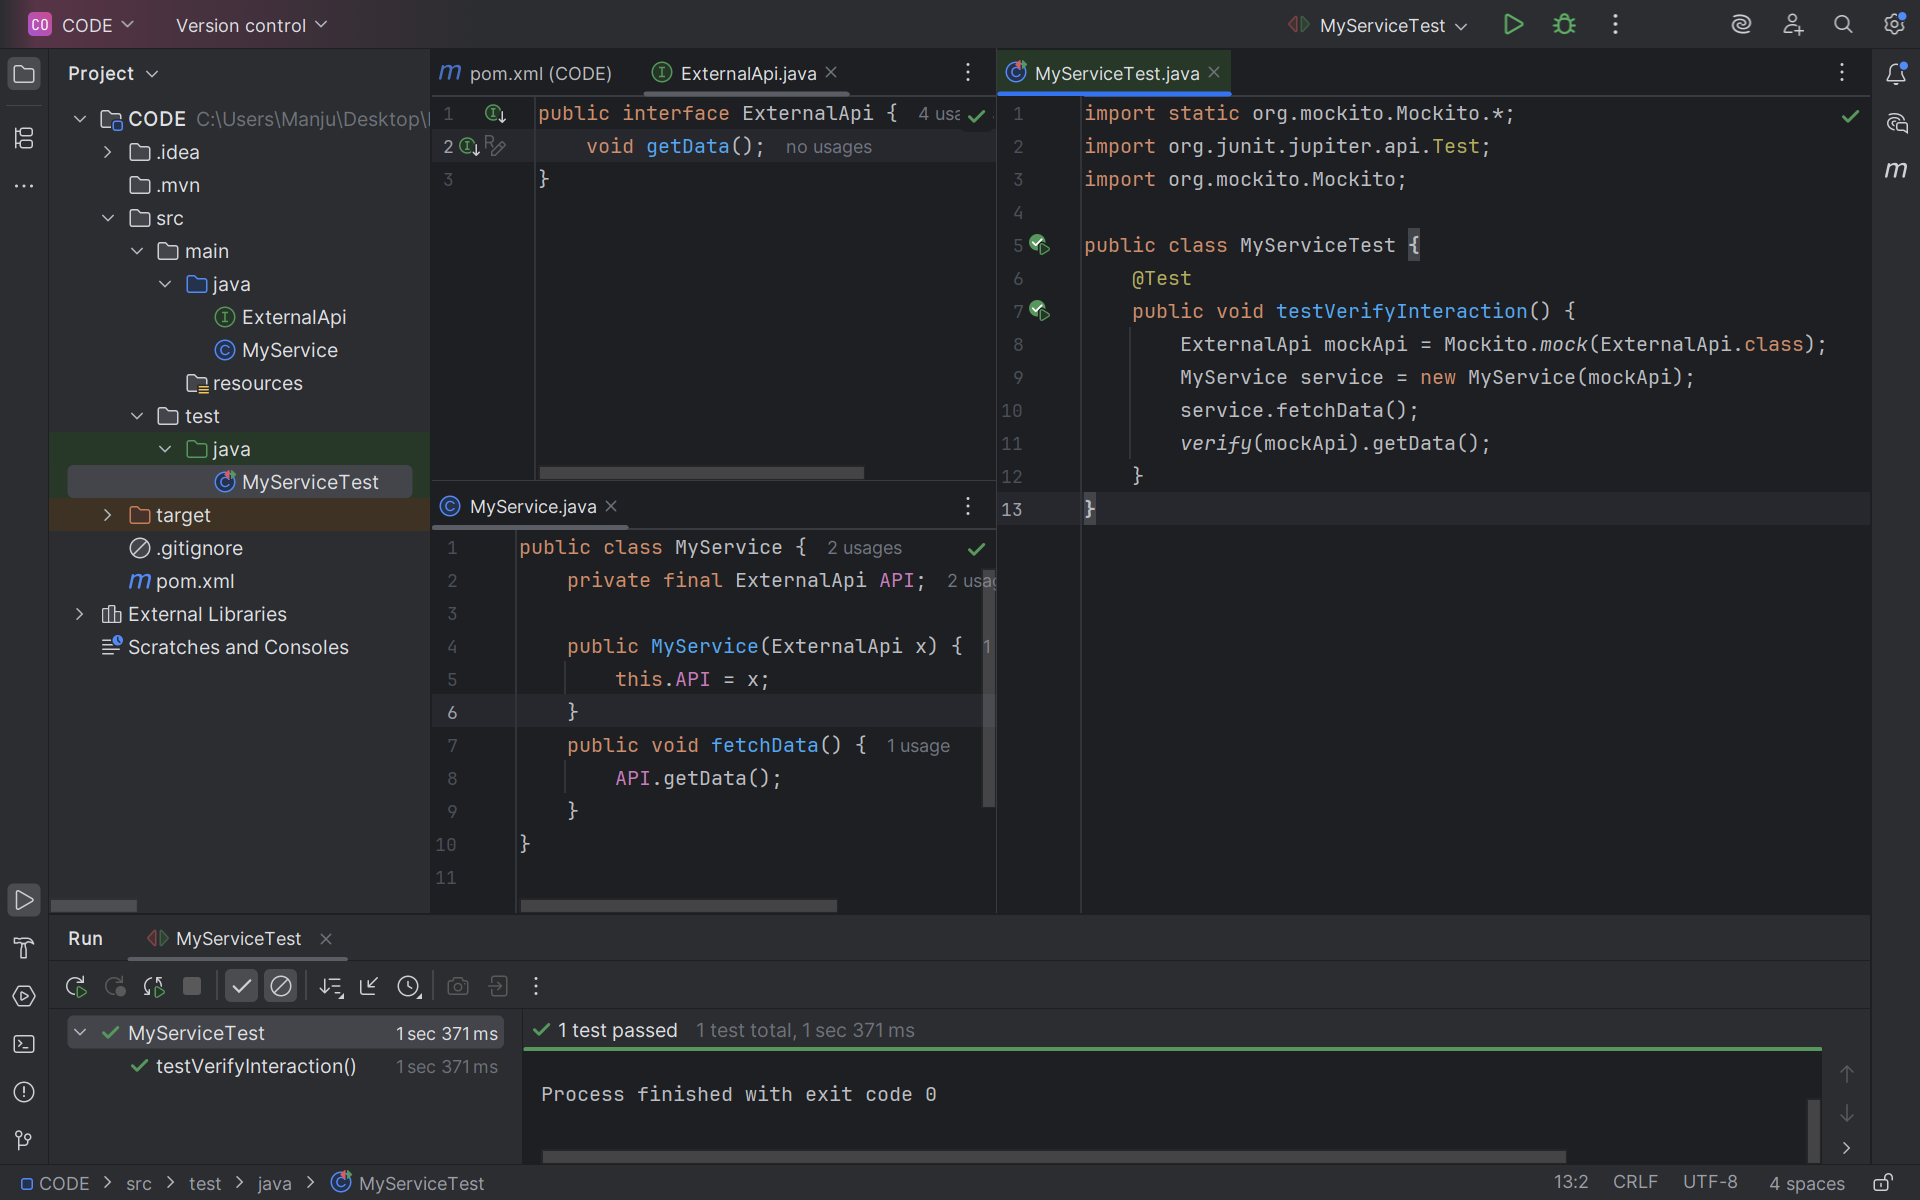 CO CODE Version control MyServiceTest
Project
CODE C:\Users\Manju\Desktop\
.idea
.mvn
src
main
java
ExternalApi
MyService
resources
test
java
MyServiceTest
target
.gitignore
m pom.xml
External Libraries
Scratches and Consoles
m pom.xml (CODE) ExternalApi.java
1 public interface ExternalApi { 4 usa
2 void getData(); no usages
3 }
MyService.java
1 public class MyService { 2 usages
2 private final ExternalApi API; 2 usag
3
4 public MyService(ExternalApi x) { 1
5 this.API = x;
6 }
7 public void fetchData() { 1 usage
8 API.getData();
9 }
10 }
11
MyServiceTest.java
1 import static org.mockito.Mockito.*;
2 import org.junit.jupiter.api.Test;
3 import org.mockito.Mockito;
4
5 public class MyServiceTest {
6 @Test
7 public void testVerifyInteraction() {
8 ExternalApi mockApi = Mockito.mock(ExternalApi.class);
9 MyService service = new MyService(mockApi);
10 service.fetchData();
11 verify(mockApi).getData();
12 }
13 }
m
Run MyServiceTest
MyServiceTest 1 sec 371 ms
testVerifyInteraction() 1 sec 371 ms
1 test passed 1 test total, 1 sec 371 ms
Process finished with exit code 0
CODE > src > test > java > MyServiceTest
13:2 CRLF UTF-8 4 spaces